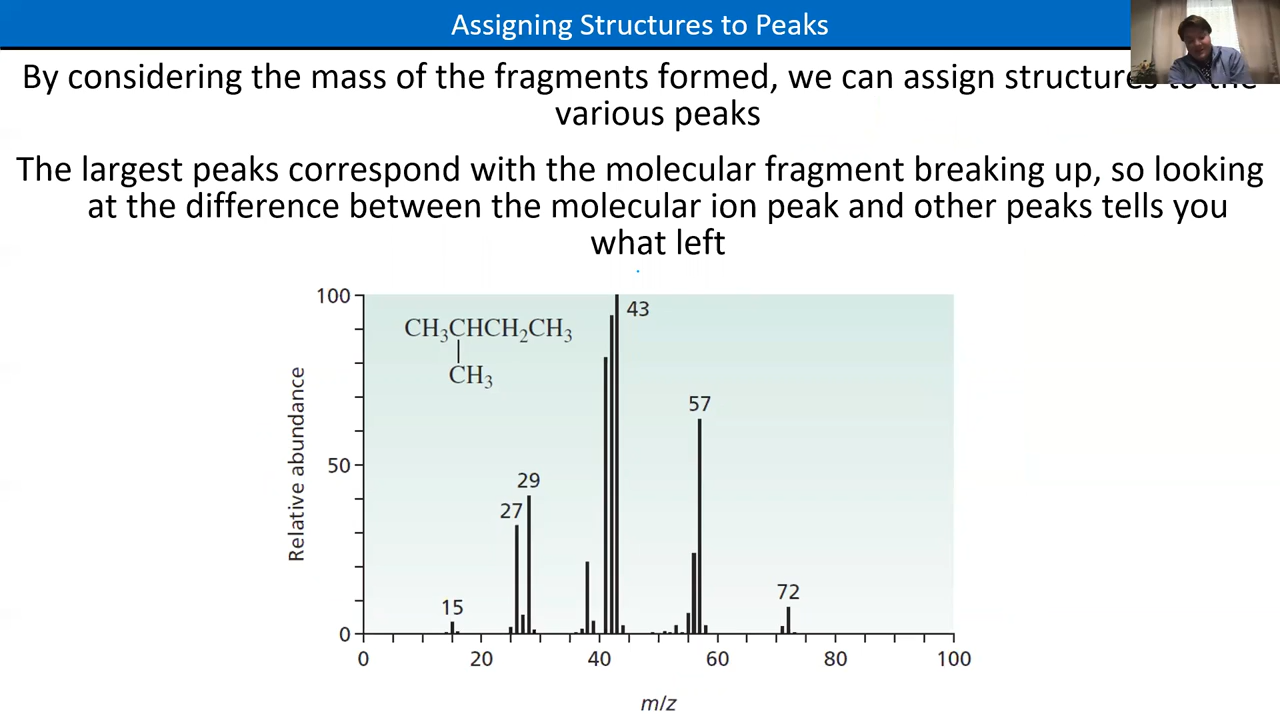 Assigning Structures to Peaks
By considering the mass of the fragments formed, we can assign structures to the
various peaks
The largest peaks correspond with the molecular fragment breaking up, so looking
at the difference between the molecular ion peak and other peaks tells you
what left
100
43
CH₃CHCH₂CH₃
CH₃
57
50
29
27
72
15
0
0 20 40 60 80 100
Relative abundance
m/z